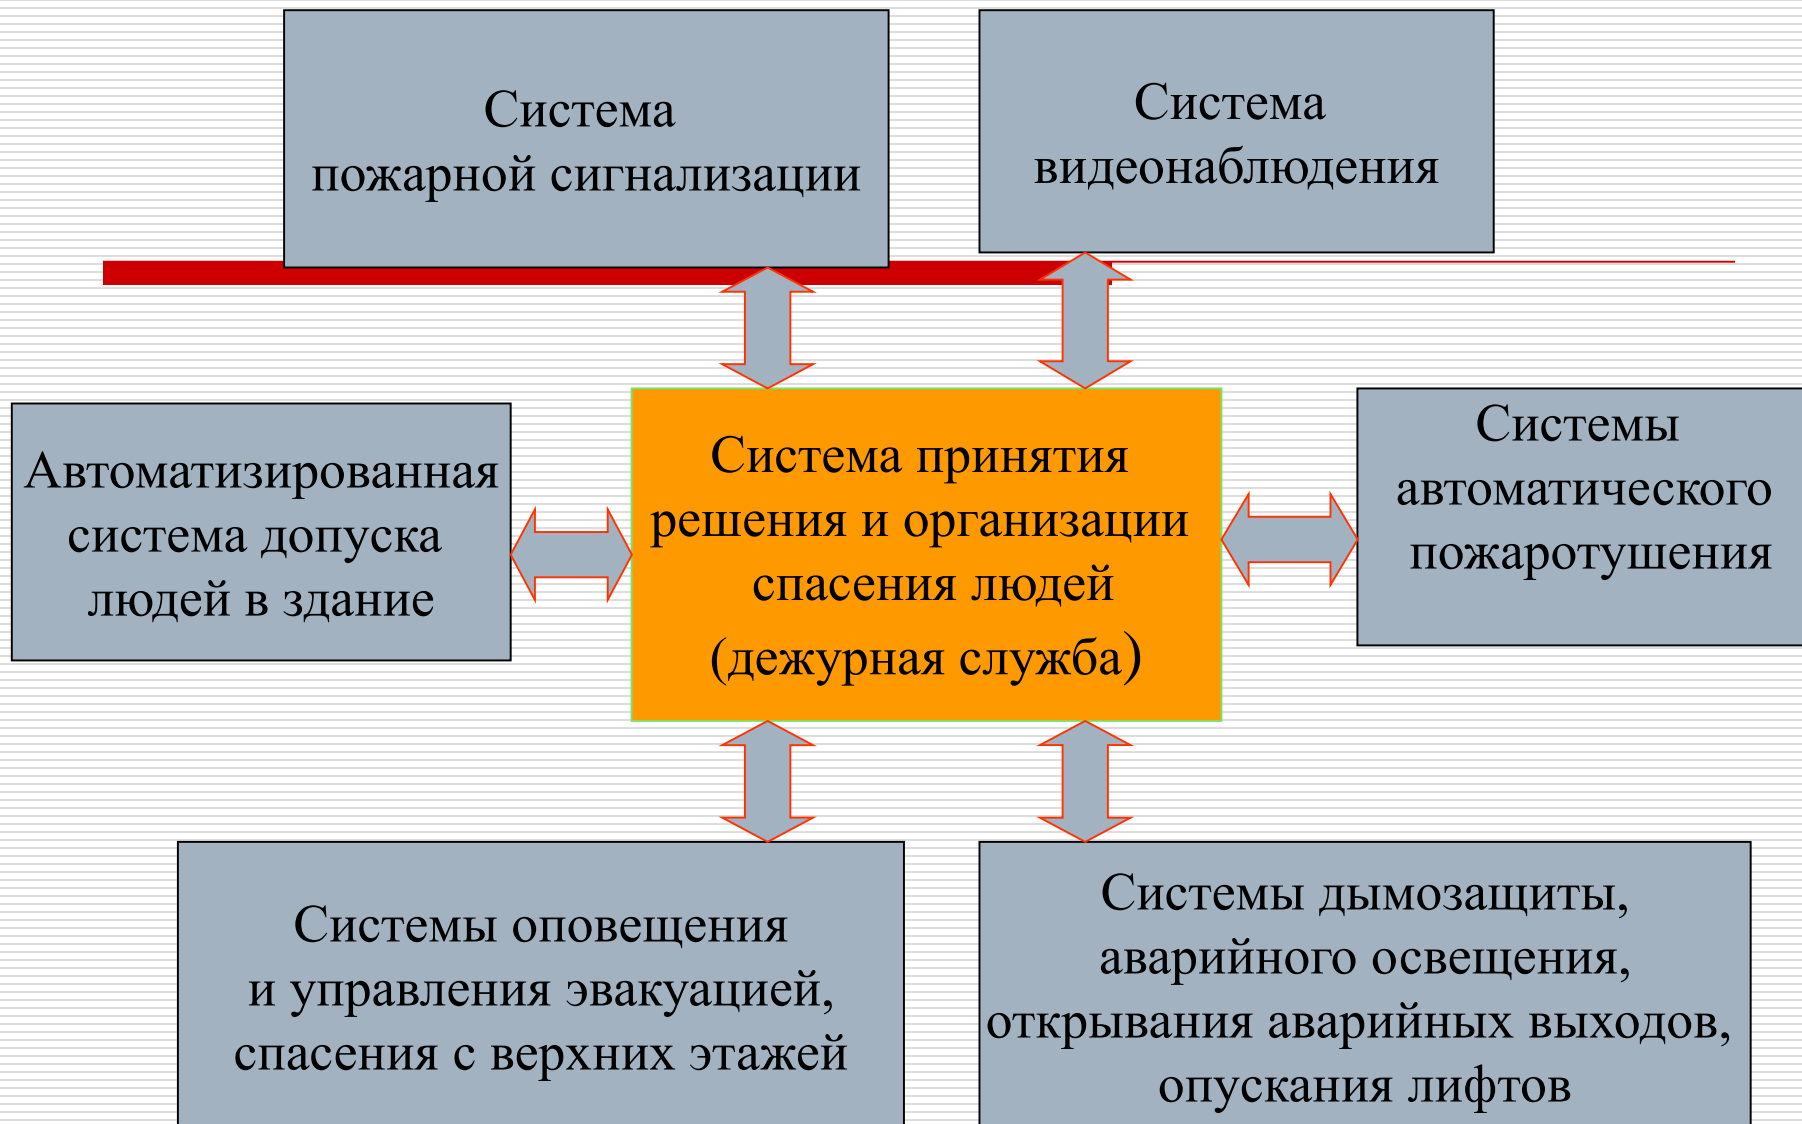 Система
пожарной сигнализации
Система
видеонаблюдения
Автоматизированная
система допуска
людей в здание
Система принятия
решения и организации
спасения людей
(дежурная служба)
Системы
автоматического
пожаротушения
Системы оповещения
и управления эвакуацией,
спасения с верхних этажей
Системы дымозащиты,
аварийного освещения,
открывания аварийных выходов,
опускания лифтов